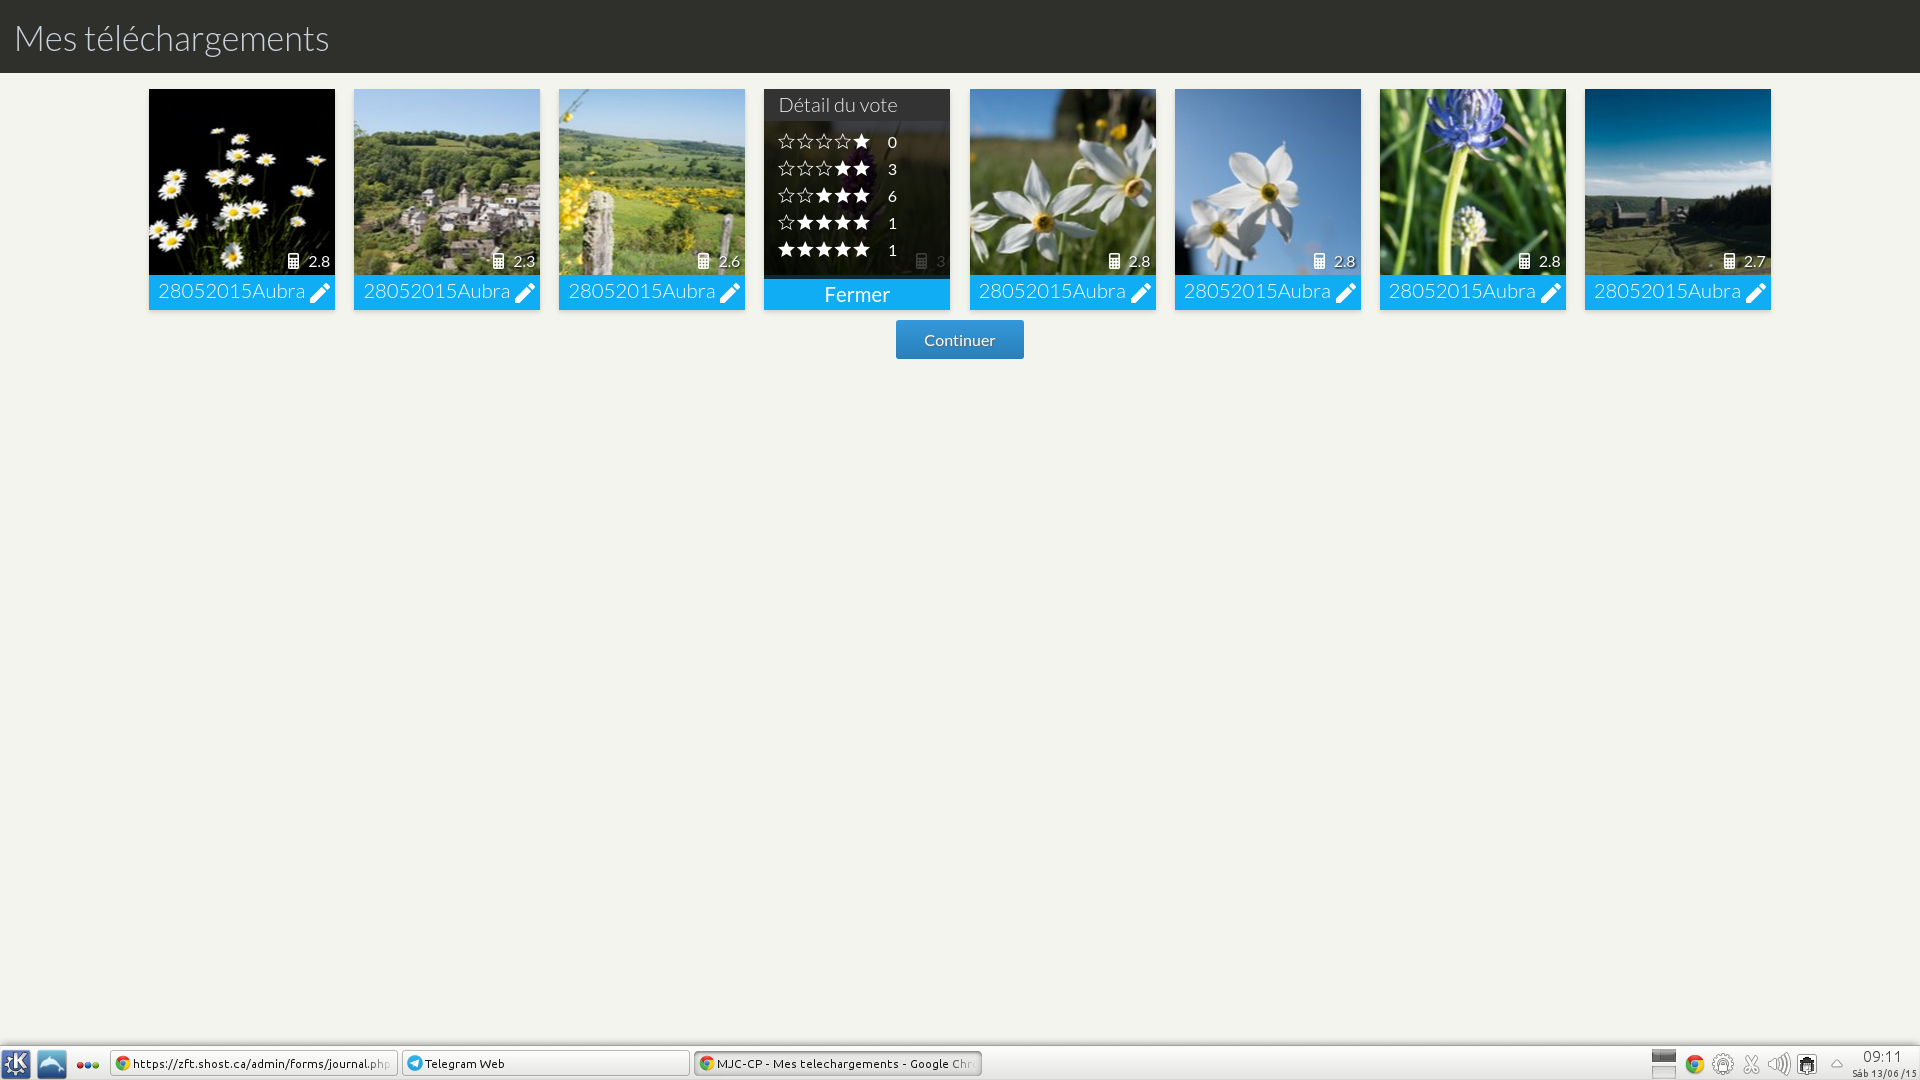 Mes téléchargements
2.8
28052015Aubra
2.3
28052015Aubra
2.6
28052015Aubra
Détail du vote
0
3
6
1
1
3
Fermer
2.8
28052015Aubra
2.8
28052015Aubra
2.8
28052015Aubra
2.7
28052015Aubra
Continuer
https://zft.shost.ca/admin/forms/journal.php
Telegram Web
MJC-CP - Mes telechargements - Google Chr
09:11
Sáb 13/06 /15